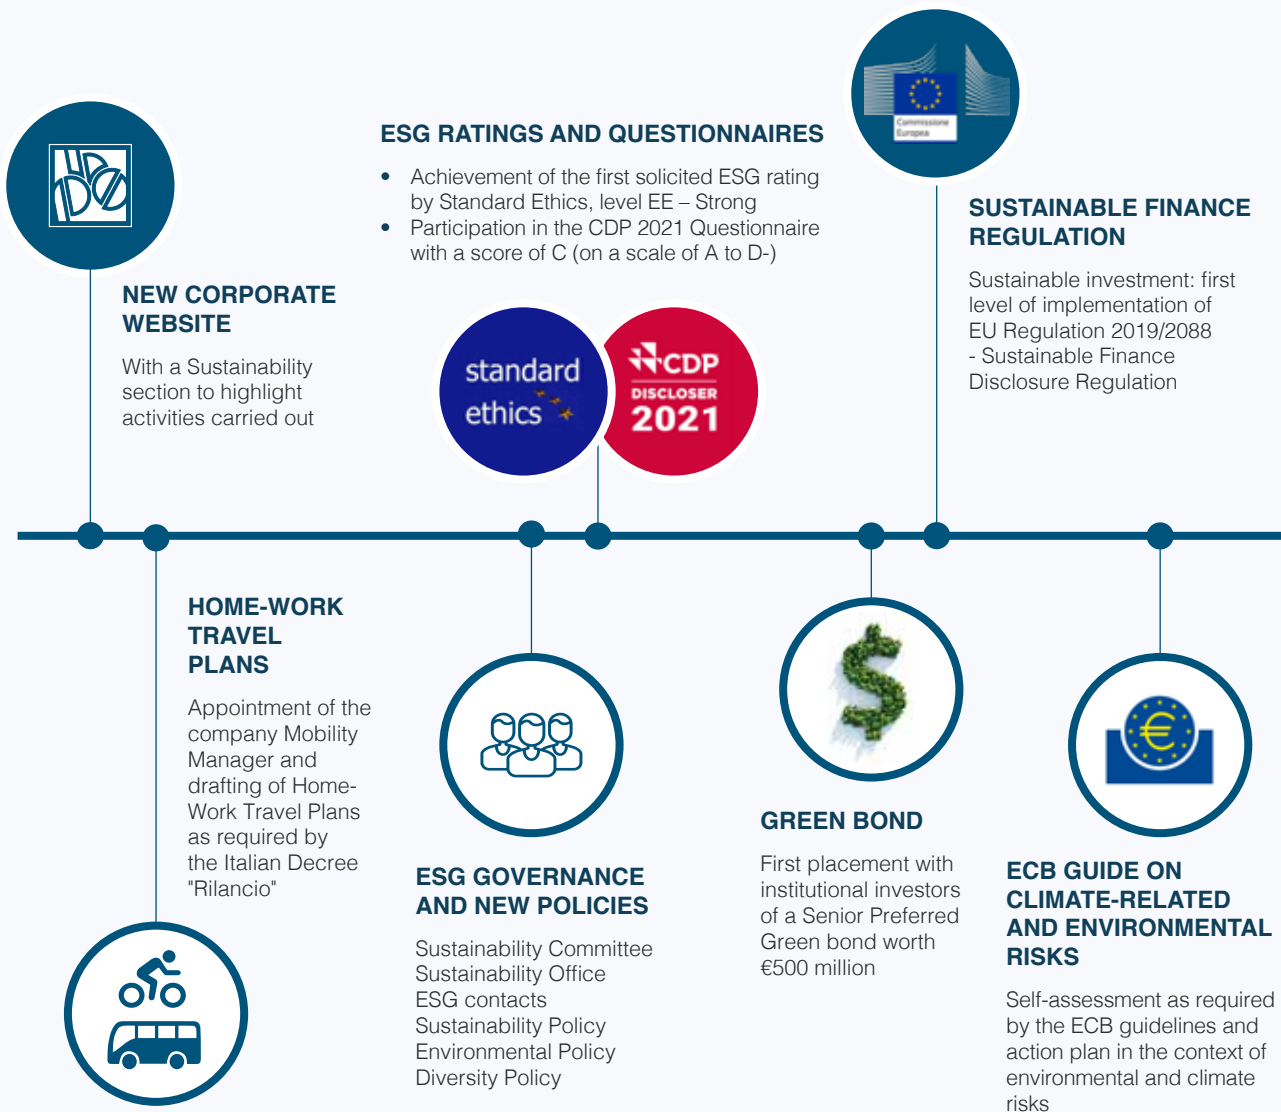 NEW CORPORATE
WEBSITE
With a Sustainability
section to highlight
activities carried out
ESG RATINGS AND QUESTIONNAIRES
• Achievement of the first solicited ESG rating
by Standard Ethics, level EE – Strong
• Participation in the CDP 2021 Questionnaire
with a score of C (on a scale of A to D-)
standard
ethics
CDP
DISCLOSER
2021
Commissione
Europea
SUSTAINABLE FINANCE
REGULATION
Sustainable investment: first
level of implementation of
EU Regulation 2019/2088
- Sustainable Finance
Disclosure Regulation
HOME-WORK
TRAVEL
PLANS
Appointment of the
company Mobility
Manager and
drafting of Home-
Work Travel Plans
as required by
the Italian Decree
"Rilancio"
ESG GOVERNANCE
AND NEW POLICIES
Sustainability Committee
Sustainability Office
ESG contacts
Sustainability Policy
Environmental Policy
Diversity Policy
GREEN BOND
First placement with
institutional investors
of a Senior Preferred
Green bond worth
€500 million
ECB GUIDE ON
CLIMATE-RELATED
AND ENVIRONMENTAL
RISKS
Self-assessment as required
by the ECB guidelines and
action plan in the context of
environmental and climate
risks